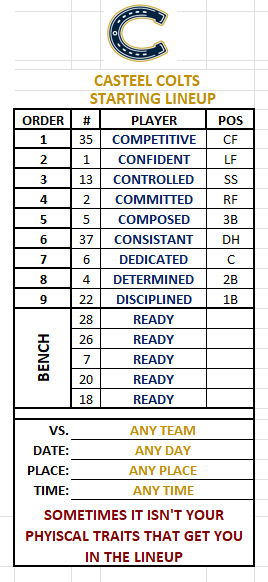 CASTEEL COLTS
STARTING LINEUP
ORDER # PLAYER POS
1 35 COMPETITIVE CF
2 1 CONFIDENT LF
3 13 CONTROLLED SS
4 2 COMMITTED RF
5 5 COMPOSED 3B
6 37 CONSISTANT DH
7 6 DEDICATED C
8 4 DETERMINED 2B
9 22 DISCIPLINED 1B
BENCH
28 READY
26 READY
7 READY
20 READY
18 READY
VS. ANY TEAM
DATE: ANY DAY
PLACE: ANY PLACE
TIME: ANY TIME
SOMETIMES IT ISN'T YOUR
PHYISCAL TRAITS THAT GET YOU
IN THE LINEUP